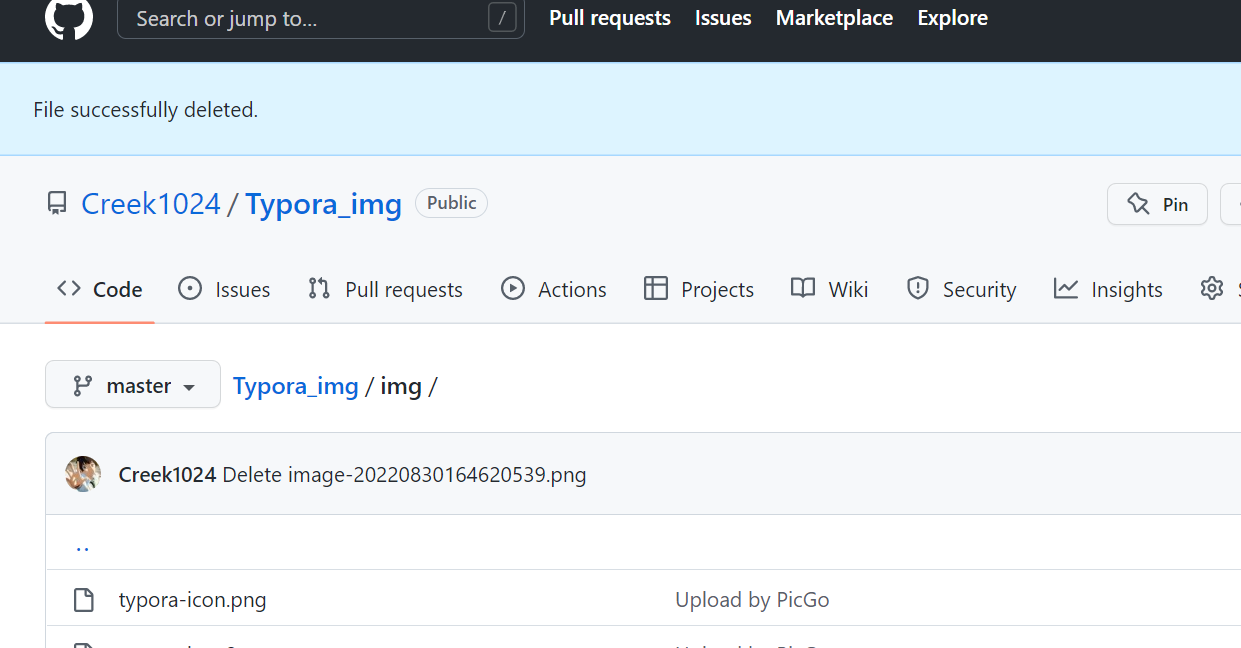 Search or jump to... / Pull requests Issues Marketplace Explore
File successfully deleted.
Creek1024 / Typora_img Public Pin
Code Issues Pull requests Actions Projects Wiki Security Insights
master Typora_img / img /
Creek1024 Delete image-20220830164620539.png
..
typora-icon.png Upload by PicGo